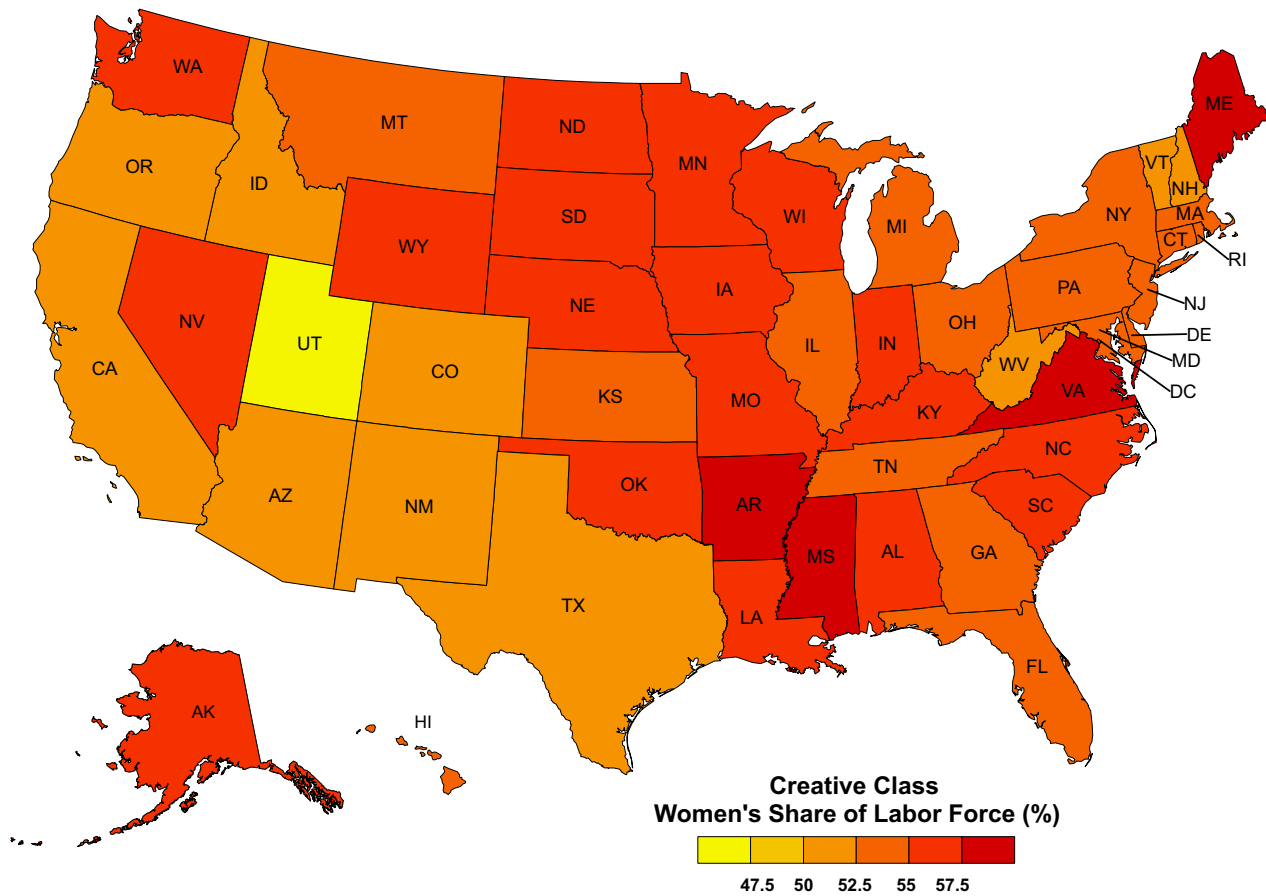 WA
MT
ND
MN
ME
OR
ID
SD
WI
MI
NY
VT
NH
MA
CT
RI
WY
NE
IA
PA
NJ
NV
UT
CO
KS
MO
IL
IN
OH
WV
VA
DE
MD
DC
CA
KY
AZ
NM
OK
AR
TN
NC
SC
TX
LA
MS
AL
GA
FL
AK
HI
Creative Class
Women's Share of Labor Force (%)
47.5 50 52.5 55 57.5